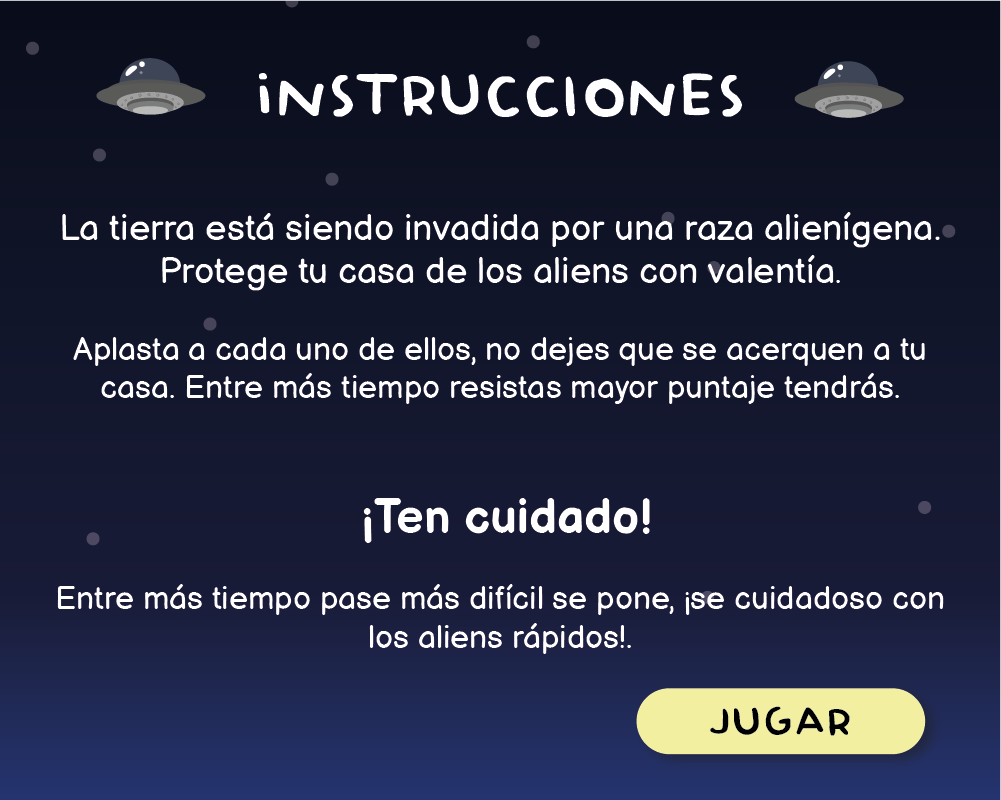 iNSTRUCCIONES
La tierra está siendo invadida por una raza alienígena.
Protege tu casa de los aliens con valentía.
Aplasta a cada uno de ellos, no dejes que se acerquen a tu
casa. Entre más tiempo resistas mayor puntaje tendrás.
¡Ten cuidado!
Entre más tiempo pase más difícil se pone, ¡se cuidadoso con
los aliens rápidos!.
JUGAR